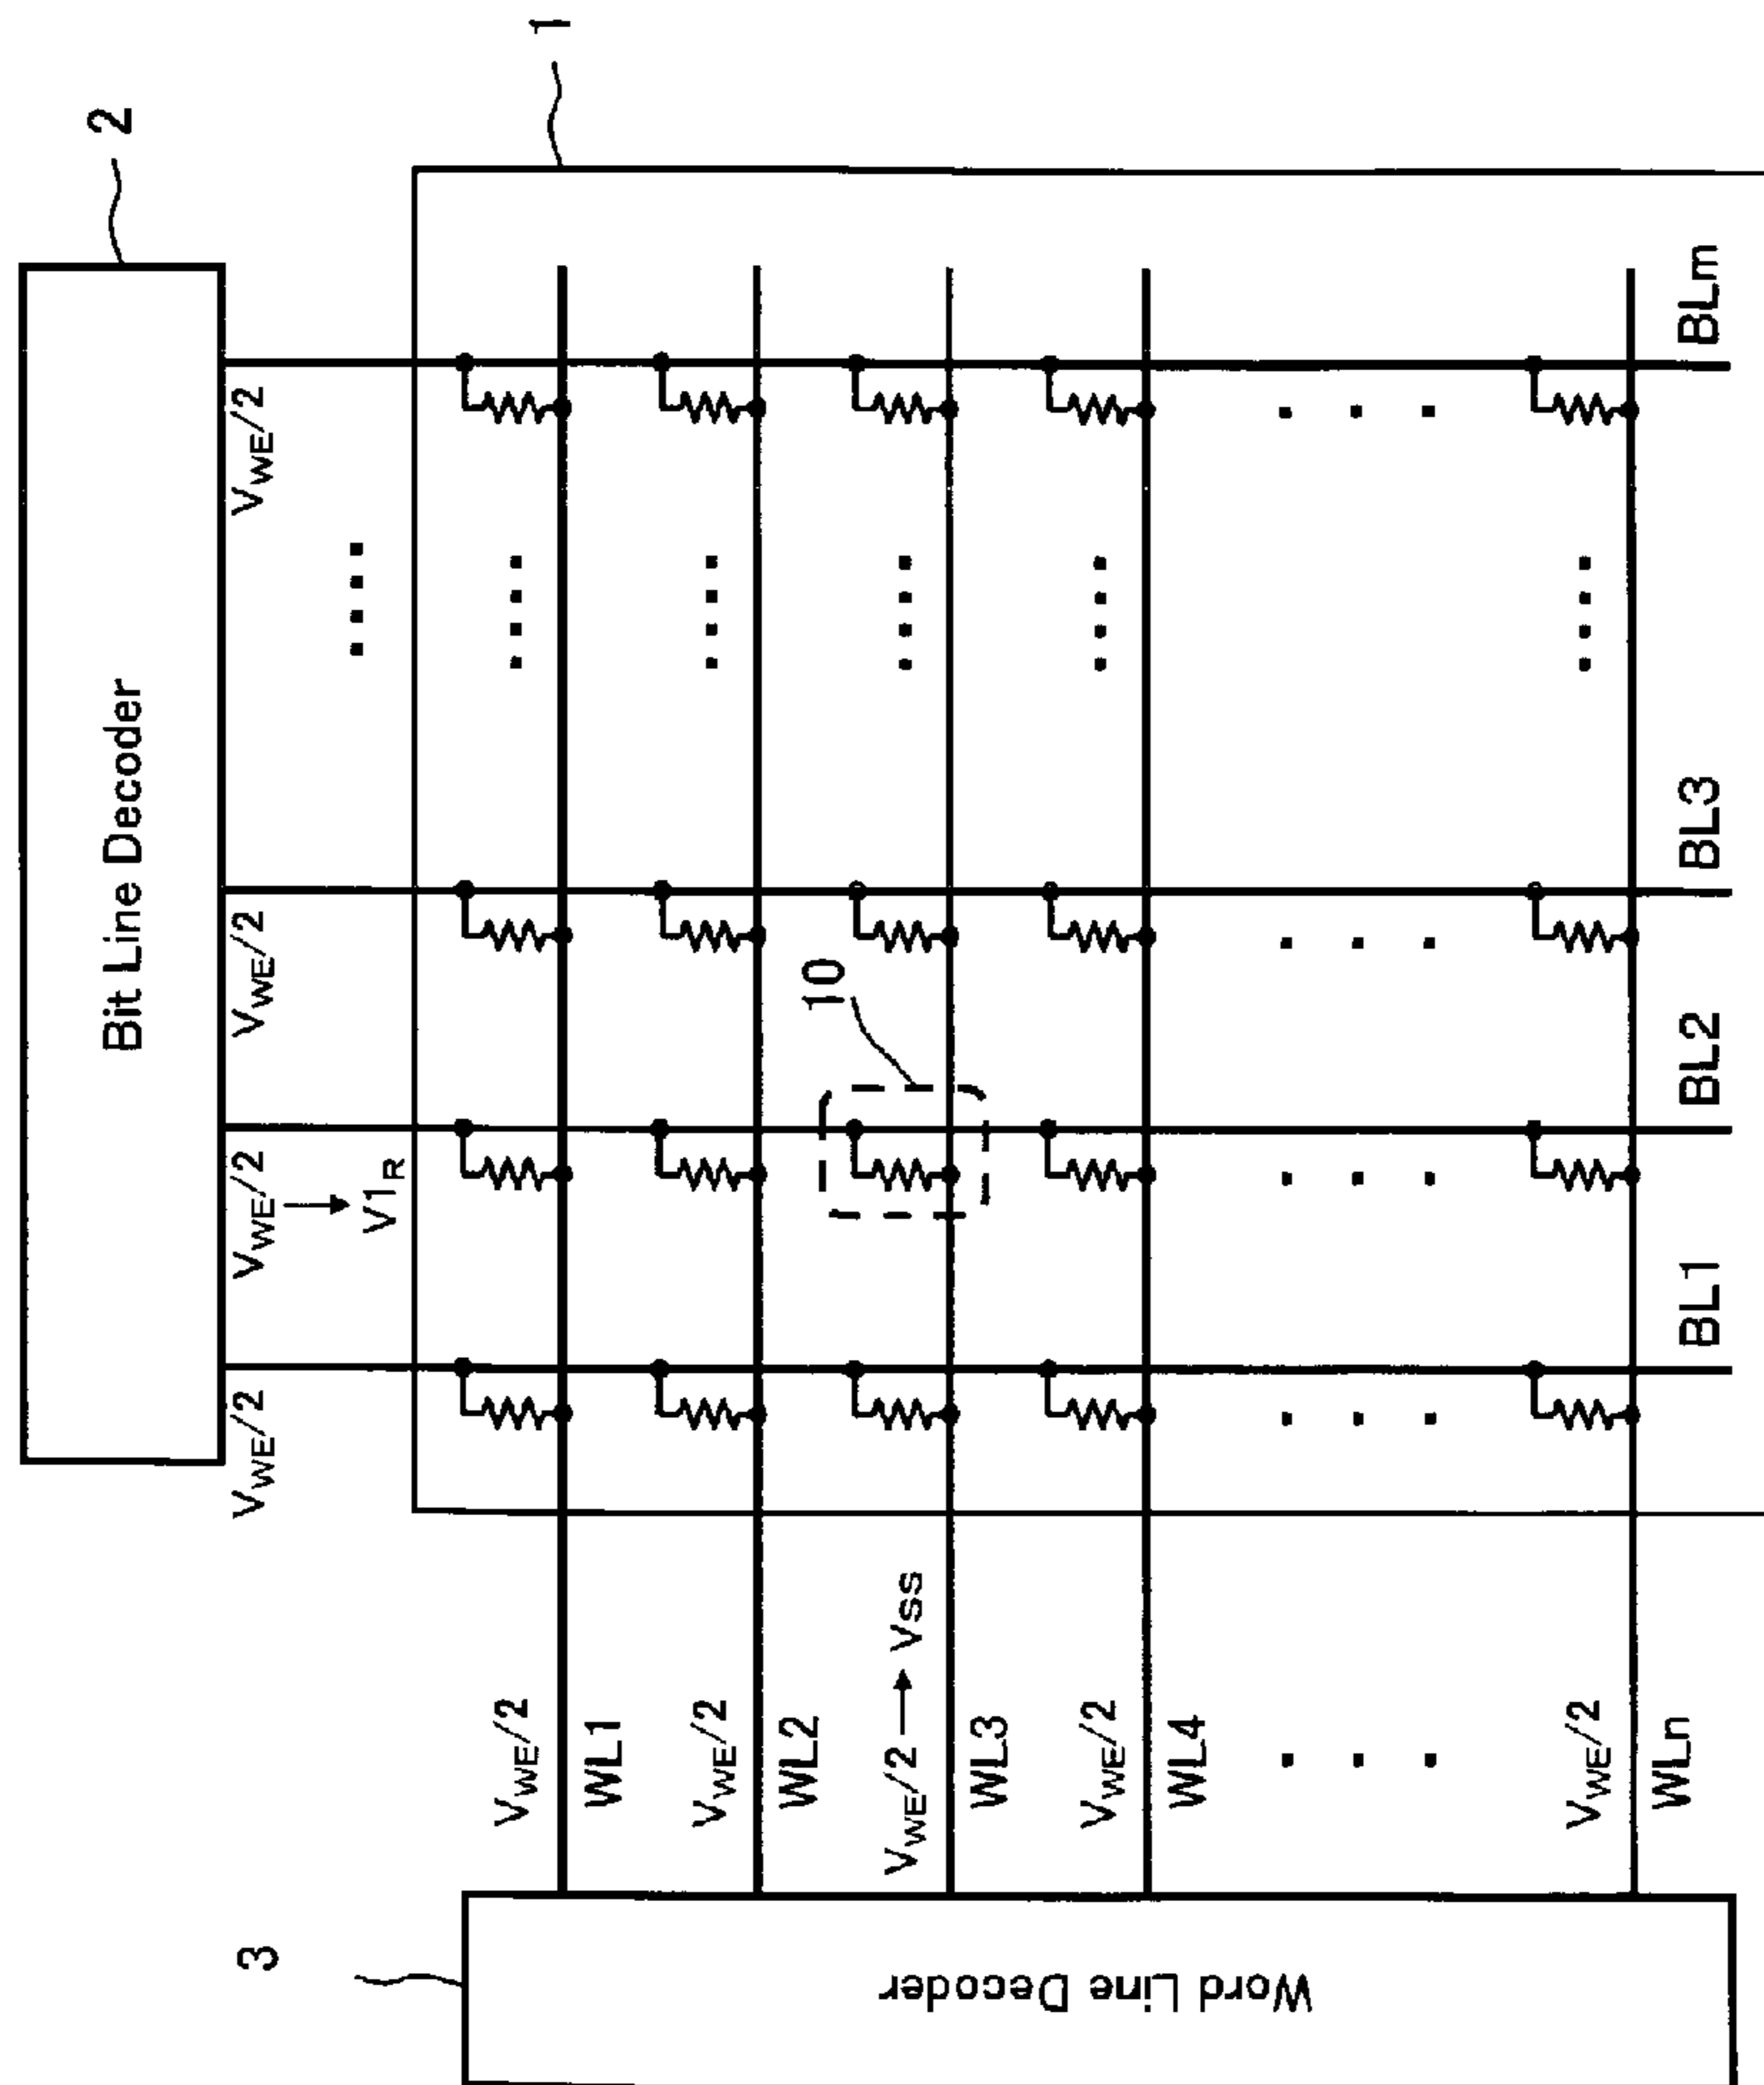 1
2
Bit Line Decoder
V_WE/2
V_WE/2 → V1_R
V_WE/2
V_WE/2
10
V_WE/2
WL1
V_WE/2
WL2
V_WE/2 → Vss
WL3
V_WE/2
WL4
V_WE/2
WLn
BL1
BL2
BL3
BLm
3
Word Line Decoder